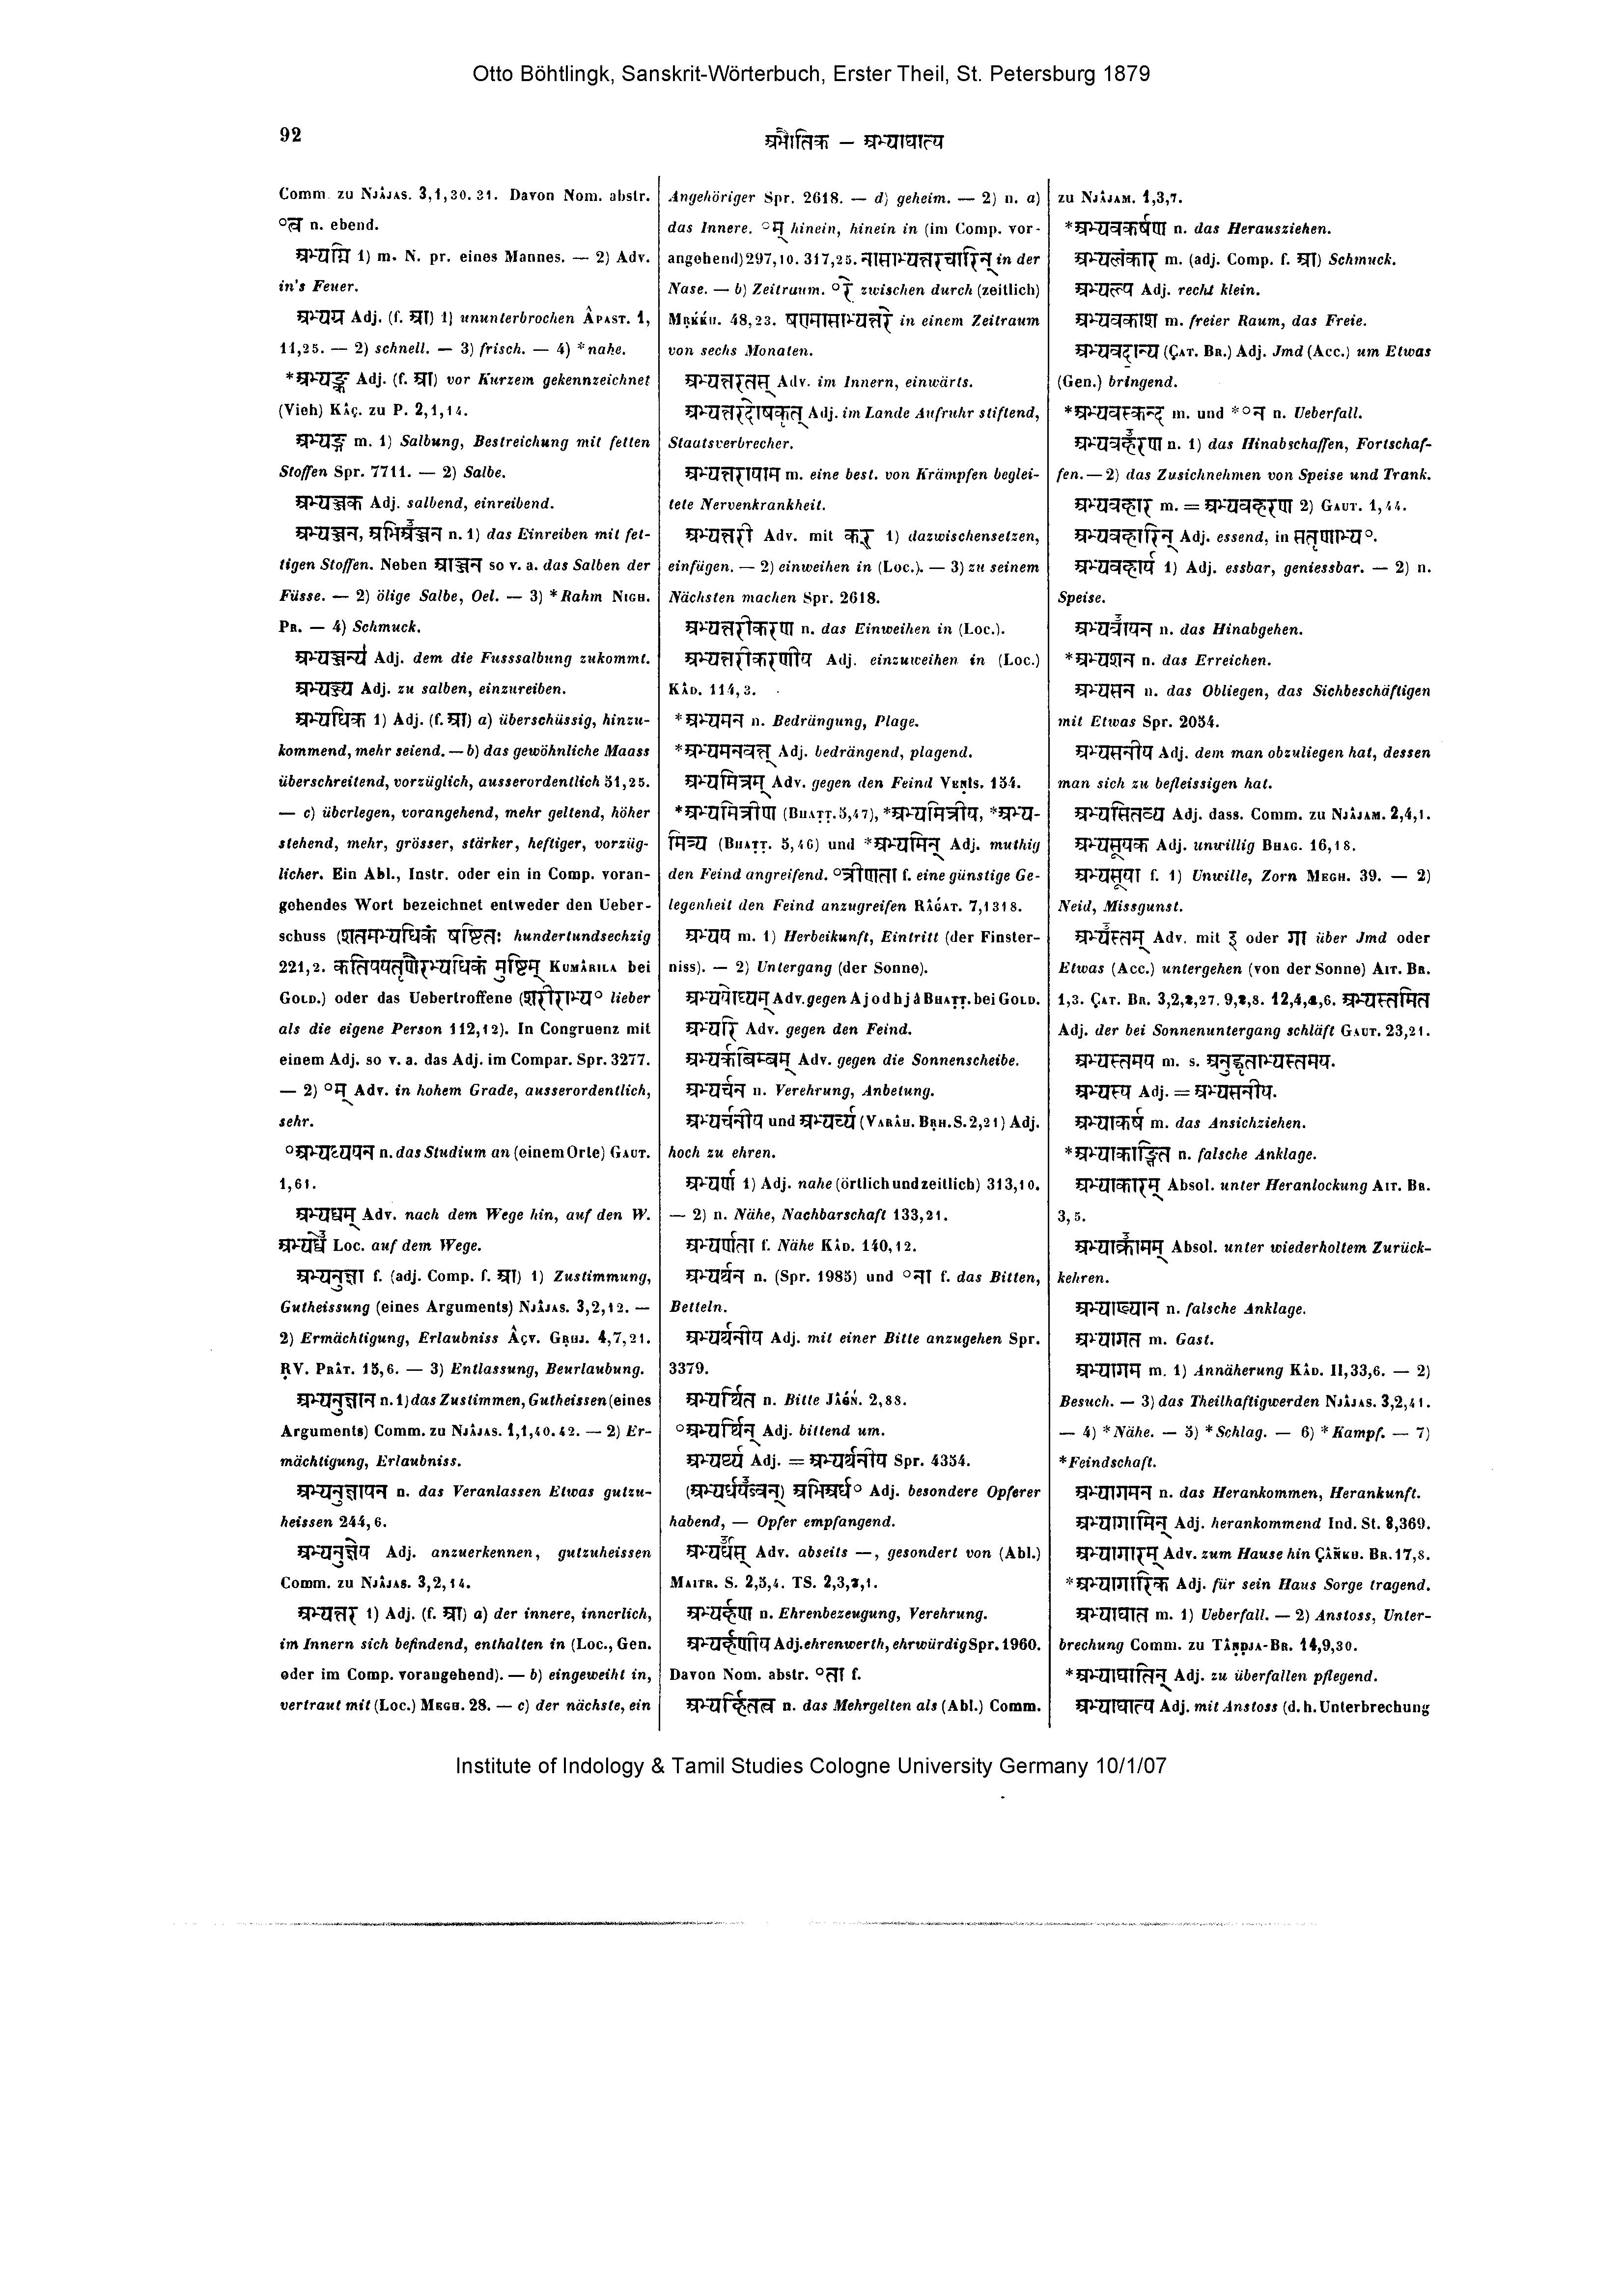 Otto Böhtlingk, Sanskrit-Wörterbuch, Erster Theil, St. Petersburg 1879
92
अभौतिक — अभ्याघात्य
Comm. zu Njâjas. 3,1,30. 31. Davon Nom. abstr.
°त्व n. ebend.
अभ्यग्नि 1) m. N. pr. eines Mannes. — 2) Adv.
in's Feuer.
अभ्यग्र Adj. (f. आ) 1) ununterbrochen Âpast. 1,
11,25. — 2) schnell. — 3) frisch. — 4) *nahe.
*अभ्यङ्क Adj. (f. आ) vor Kurzem gekennzeichnet
(Vieh) Kâç. zu P. 2,1,14.
अभ्यङ्ग m. 1) Salbung, Bestreichung mit fetten
Stoffen Spr. 7711. — 2) Salbe.
अभ्यञ्जक Adj. salbend, einreibend.
अभ्यञ्जन, अभिअञ्जन n. 1) das Einreiben mit fet-
tigen Stoffen. Neben आञ्जन so v. a. das Salben der
Füsse. — 2) ölige Salbe, Oel. — 3) *Rahm Nigh.
Pr. — 4) Schmuck.
अभ्यञ्जन्य Adj. dem die Fusssalbung zukommt.
अभ्यञ्ज्य Adj. zu salben, einzureiben.
अभ्यधिक 1) Adj. (f. आ) a) überschüssig, hinzu-
kommend, mehr seiend. — b) das gewöhnliche Maass
überschreitend, vorzüglich, ausserordentlich 51,25.
— c) überlegen, vorangehend, mehr geltend, höher
stehend, mehr, grösser, stärker, heftiger, vorzüg-
licher. Ein Abl., Instr. oder ein in Comp. voran-
gehendes Wort bezeichnet entweder den Ueber-
schuss (शतमभ्यधिकं षष्टितः hundertundsechzig
221,2. कतिपयतृणैरभ्यधिकं मुष्टिम् Kumârila bei
Gold.) oder das Uebertroffene (शरीराभ्य° lieber
als die eigene Person 112,12). In Congruenz mit
einem Adj. so v. a. das Adj. im Compar. Spr. 3277.
— 2) °म् Adv. in hohem Grade, ausserordentlich,
sehr.
°अभ्यध्ययन n. das Studium an (einem Orte) Gaut.
1,61.
अभ्यध्वम् Adv. nach dem Wege hin, auf den W.
अभ्यध्वे Loc. auf dem Wege.
अभ्यनुज्ञा f. (adj. Comp. f. आ) 1) Zustimmung,
Gutheissung (eines Arguments) Njâjas. 3,2,12. —
2) Ermächtigung, Erlaubniss Âçv. Gṛhj. 4,7,21.
ṚV. Prât. 15,6. — 3) Entlassung, Beurlaubung.
अभ्यनुज्ञान n. 1) das Zustimmen, Gutheissen (eines
Arguments) Comm. zu Njâjas. 1,1,40. 42. — 2) Er-
mächtigung, Erlaubniss.
अभ्यनुज्ञापन n. das Veranlassen Etwas gutzu-
heissen 244,6.
अभ्यनुज्ञेय Adj. anzuerkennen, gutzuheissen
Comm. zu Njâjas. 3,2,14.
अभ्यन्तर 1) Adj. (f. आ) a) der innere, innerlich,
im Innern sich befindend, enthalten in (Loc., Gen.
oder im Comp. vorangehend). — b) eingeweiht in,
vertraut mit (Loc.) Megh. 28. — c) der nächste, ein
Angehöriger Spr. 2618. — d) geheim. — 2) n. a)
das Innere. °म् hinein, hinein in (im Comp. vor-
angehend) 297,10. 317,25. नासाभ्यन्तरचारिन् in der
Nase. — b) Zeitraum. °रे zwischen durch (zeitlich)
Mṛkkh. 48,23. षण्मासाभ्यन्तरे in einem Zeitraum
von sechs Monaten.
अभ्यन्तरतस् Adv. im Innern, einwärts.
अभ्यन्तरदोषकृत् Adj. im Lande Aufruhr stiftend,
Staatsverbrecher.
अभ्यन्तरायाम m. eine best. von Krämpfen beglei-
tete Nervenkrankheit.
अभ्यन्तरी Adv. mit कर् 1) dazwischensetzen,
einfügen. — 2) einweihen in (Loc.). — 3) zu seinem
Nächsten machen Spr. 2618.
अभ्यन्तरीकरण n. das Einweihen in (Loc.).
अभ्यन्तरीकरणीय Adj. einzuweihen in (Loc.)
Kâd. 114,3.
*अभ्यमन n. Bedrängung, Plage.
*अभ्यमनवत् Adj. bedrängend, plagend.
अभ्यमित्रम् Adv. gegen den Feind Veṇîs. 154.
*अभ्यमित्रीण (Bhaṭṭ. 5,47), *अभ्यमित्रीय, *अभ्य-
मित्र्य (Bhaṭṭ. 5,46) und *अभ्यमिन् Adj. muthig
den Feind angreifend. °त्रीणता f. eine günstige Ge-
legenheit den Feind anzugreifen Râǵat. 7,1318.
अभ्यय m. 1) Herbeikunft, Eintritt (der Finster-
niss). — 2) Untergang (der Sonne).
अभ्ययोध्यम् Adv. gegen Ajodhjâ Bhaṭṭ. bei Gold.
अभ्यरि Adv. gegen den Feind.
अभ्यर्कबिम्बम् Adv. gegen die Sonnenscheibe.
अभ्यर्चन n. Verehrung, Anbetung.
अभ्यर्चनीय und अभ्यर्च्य (Varâh. Bṛh. S. 2,21) Adj.
hoch zu ehren.
अभ्यर्ण 1) Adj. nahe (örtlich und zeitlich) 313,10.
— 2) n. Nähe, Nachbarschaft 133,21.
अभ्यर्णता f. Nähe Kâd. 140,12.
अभ्यर्थन n. (Spr. 1985) und °ना f. das Bitten,
Betteln.
अभ्यर्थनीय Adj. mit einer Bitte anzugehen Spr.
3379.
अभ्यर्थित n. Bitte Jâǵń. 2,88.
°अभ्यर्थिन् Adj. bittend um.
अभ्यर्थ्य Adj. = अभ्यर्थनीय Spr. 4354.
(अभ्यर्धयज्वन्) अभिअर्ध° Adj. besondere Opferer
habend, — Opfer empfangend.
अभ्यर्धस् Adv. abseits —, gesondert von (Abl.)
Maitr. S. 2,5,4. TS. 2,3,7,1.
अभ्यर्हण n. Ehrenbezeugung, Verehrung.
अभ्यर्हणीय Adj. ehrenwerth, ehrwürdig Spr. 1960.
Davon Nom. abstr. °ता f.
अभ्यर्हितत्व n. das Mehrgelten als (Abl.) Comm.
zu Njâjam. 1,3,7.
*अभ्यवकर्षण n. das Herausziehen.
अभ्यलंकार m. (adj. Comp. f. आ) Schmuck.
अभ्यल्प Adj. recht klein.
अभ्यवकाश m. freier Raum, das Freie.
अभ्यवदान्य (Çat. Br.) Adj. Jmd (Acc.) um Etwas
(Gen.) bringend.
*अभ्यवस्कन्द m. und *°न n. Ueberfall.
अभ्यवहरण n. 1) das Hinabschaffen, Fortschaf-
fen. — 2) das Zusichnehmen von Speise und Trank.
अभ्यवहार m. = अभ्यवहरण 2) Gaut. 1,44.
अभ्यवहारिन् Adj. essend, in सतृणाभ्य°.
अभ्यवहार्य 1) Adj. essbar, geniessbar. — 2) n.
Speise.
अभ्यवायन n. das Hinabgehen.
*अभ्यशन n. das Erreichen.
अभ्यसन n. das Obliegen, das Sichbeschäftigen
mit Etwas Spr. 2054.
अभ्यसनीय Adj. dem man obzuliegen hat, dessen
man sich zu befleissigen hat.
अभ्यसितव्य Adj. dass. Comm. zu Njâjam. 2,4,1.
अभ्यसूयक Adj. unwillig Bhag. 16,18.
अभ्यसूया f. 1) Unwille, Zorn Megh. 39. — 2)
Neid, Missgunst.
अभ्यस्तम् Adv. mit इ oder गा über Jmd oder
Etwas (Acc.) untergehen (von der Sonne) Ait. Br.
1,3. Çat. Br. 3,2,2,27. 9,2,8. 12,4,4,6. अभ्यस्तमित
Adj. der bei Sonnenuntergang schläft Gaut. 23,21.
अभ्यस्तमय m. s. अनुद्धृताभ्यस्तमय.
अभ्यस्य Adj. = अभ्यसनीय.
अभ्याकर्ष m. das Ansichziehen.
*अभ्याकाङ्क्षित n. falsche Anklage.
अभ्याकारम् Absol. unter Heranlockung Ait. Br.
3,5.
अभ्याक्रामम् Absol. unter wiederholtem Zurück-
kehren.
अभ्याख्यान n. falsche Anklage.
अभ्यागत m. Gast.
अभ्यागम m. 1) Annäherung Kâd. II,33,6. — 2)
Besuch. — 3) das Theilhaftigwerden Njâjas. 3,2,41.
— 4) *Nähe. — 5) *Schlag. — 6) *Kampf. — 7)
*Feindschaft.
अभ्यागमन n. das Herankommen, Herankunft.
अभ्यागामिन् Adj. herankommend Ind. St. 8,369.
अभ्यागारम् Adv. zum Hause hin Çâñkh. Br. 17,8.
*अभ्यागारिक Adj. für sein Haus Sorge tragend.
अभ्याघात m. 1) Ueberfall. — 2) Anstoss, Unter-
brechung Comm. zu Tâṇḍja-Br. 14,9,30.
*अभ्याघातिन् Adj. zu überfallen pflegend.
अभ्याघात्य Adj. mit Anstoss (d. h. Unterbrechung
Institute of Indology & Tamil Studies Cologne University Germany 10/1/07